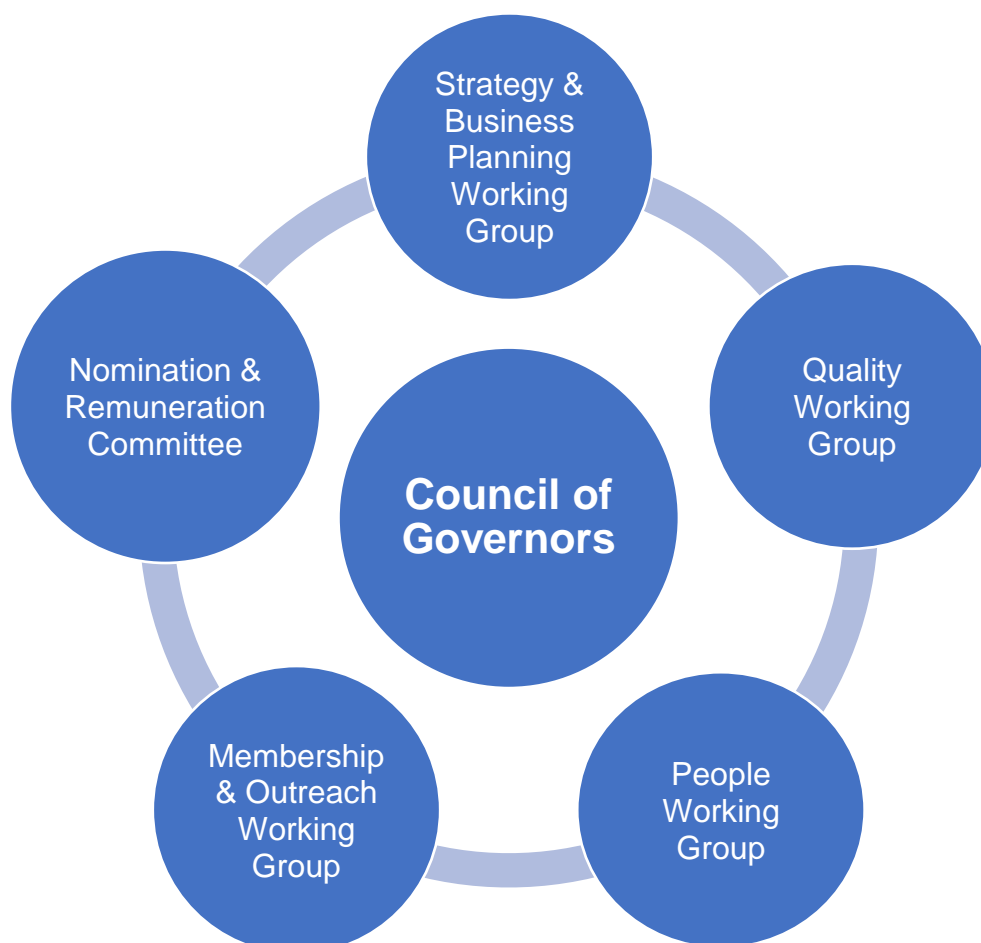 Strategy &
Business
Planning
Working
Group
Nomination &
Remuneration
Committee
Quality
Working
Group
Council of
Governors
Membership
& Outreach
Working
Group
People
Working
Group